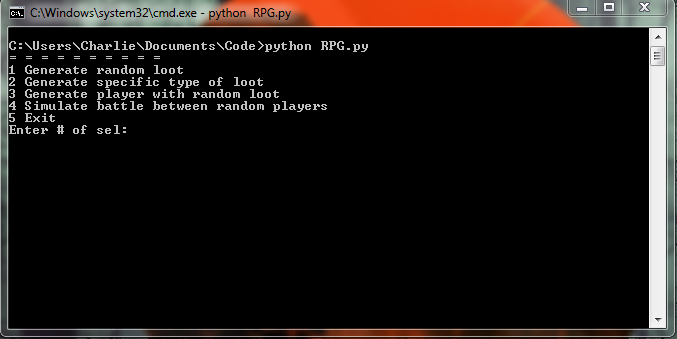 C:\Windows\system32\cmd.exe - python  RPG.py
C:\Users\Charlie\Documents\Code>python RPG.py
= = = = = = = = = =
1 Generate random loot
2 Generate specific type of loot
3 Generate player with random loot
4 Simulate battle between random players
5 Exit
Enter # of sel: